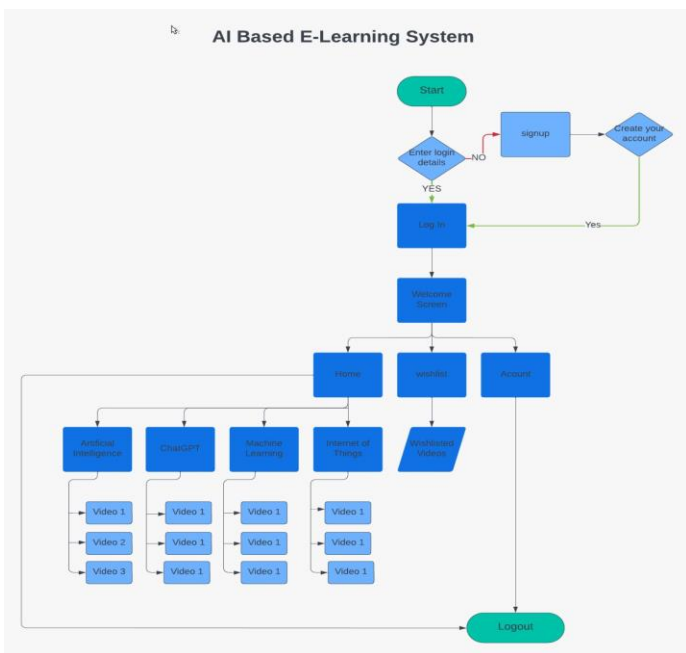 AI Based E-Learning System
Start
Enter login
details
NO
signup
Create your
account
YES
Log In
Yes
Welcome
Screen
Home
wishlist
Acount
Artificial
Intelligence
ChatGPT
Machine
Learning
Internet of
Things
Wishlisted
Videos
Video 1
Video 1
Video 1
Video 1
Video 2
Video 1
Video 1
Video 1
Video 3
Video 1
Video 1
Video 1
Logout